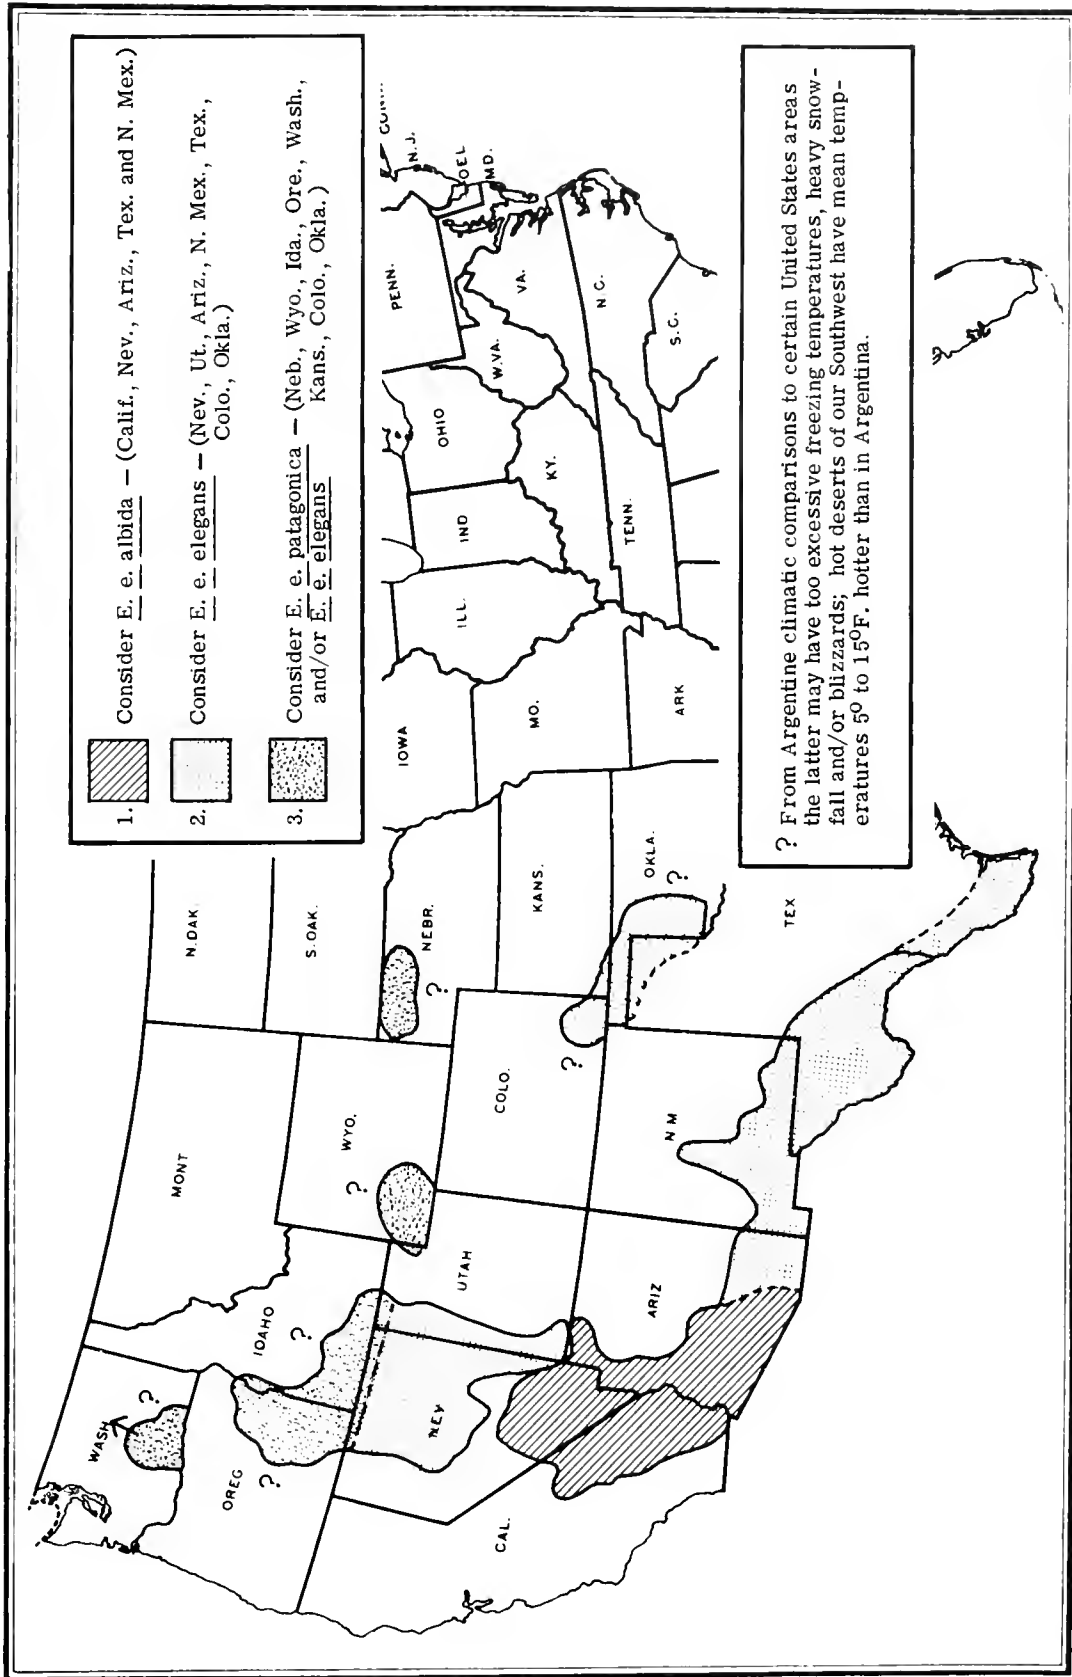 1. Consider E. e. albida — (Calif., Nev., Ariz., Tex. and N. Mex.)
2. Consider E. e. elegans — (Nev., Ut., Ariz., N. Mex., Tex.,
Colo., Okla.)
3. Consider E. e. patagonica — (Neb., Wyo., Ida., Ore., Wash.,
and/or E. e. elegans Kans., Colo., Okla.)
WASH
?
MONT
N.DAK.
OREG
?
IDAHO
?
WYO.
?
S.DAK.
NEBR.
?
IOWA
ILL.
IND
OHIO
PENN.
CONN.
N.J.
DEL
MD.
W.VA.
VA.
CAL.
NEV
UTAH
COLO.
?
KANS.
MO.
KY.
N.C.
TENN.
S.C.
ARIZ
N M
OKLA.
?
ARK
TEX
? From Argentine climatic comparisons to certain United States areas
the latter may have too excessive freezing temperatures, heavy snow-
fall and/or blizzards; hot deserts of our Southwest have mean temp-
eratures 5° to 15°F. hotter than in Argentina.